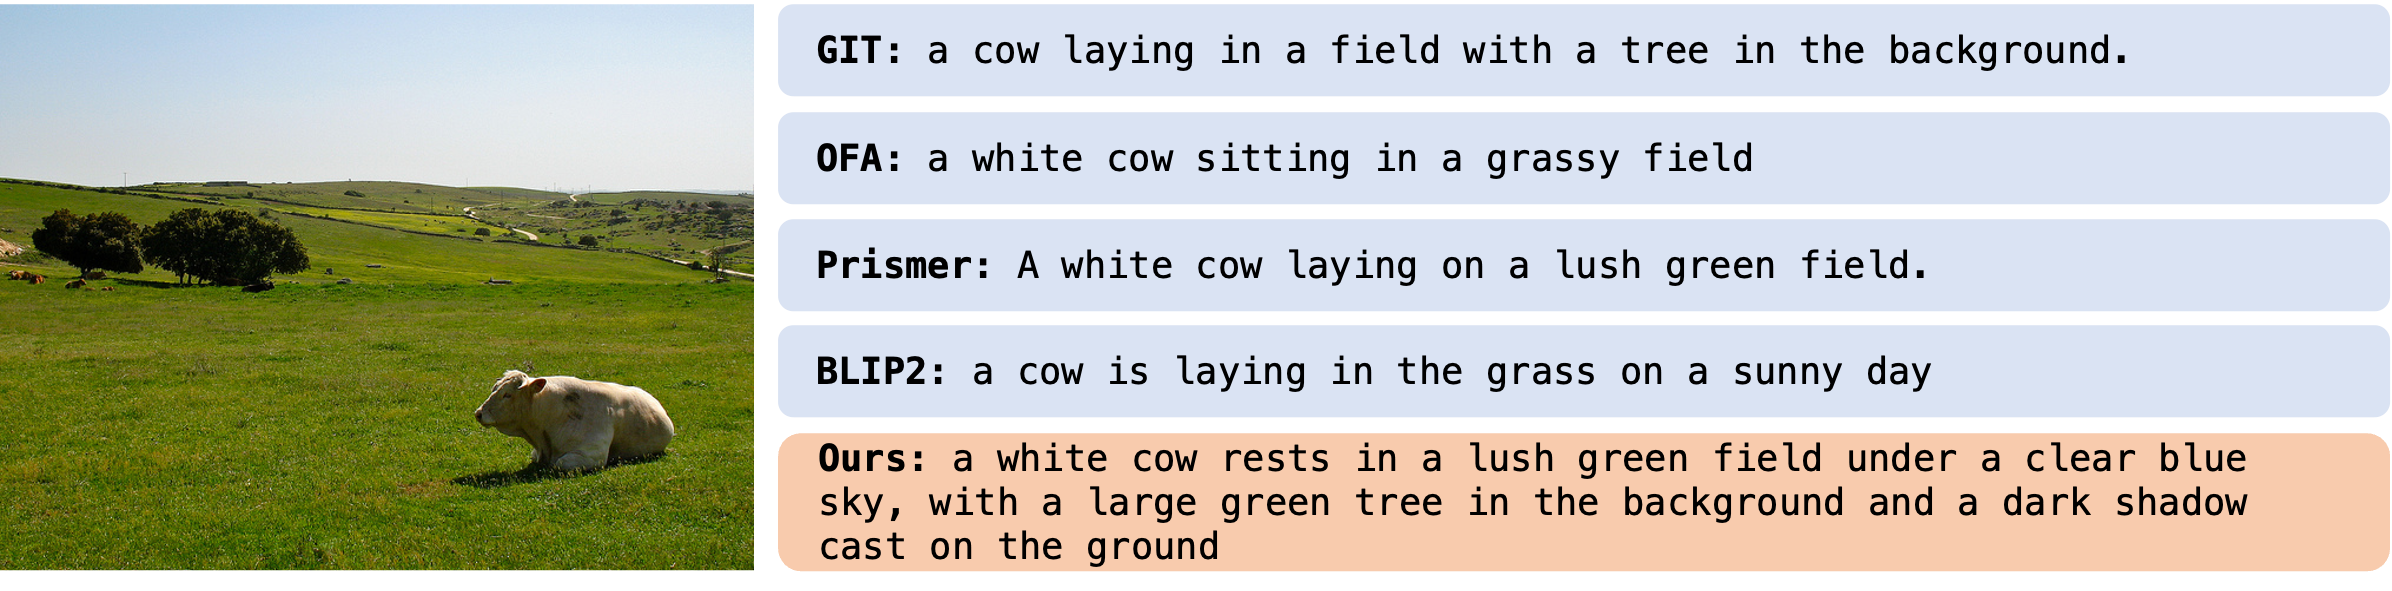 GIT: a cow laying in a field with a tree in the background.
OFA: a white cow sitting in a grassy field
Prismer: A white cow laying on a lush green field.
BLIP2: a cow is laying in the grass on a sunny day
Ours: a white cow rests in a lush green field under a clear blue
sky, with a large green tree in the background and a dark shadow
cast on the ground